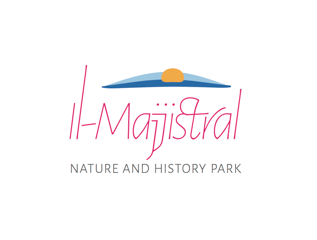 Il-Majjistral
NATURE AND HISTORY PARK